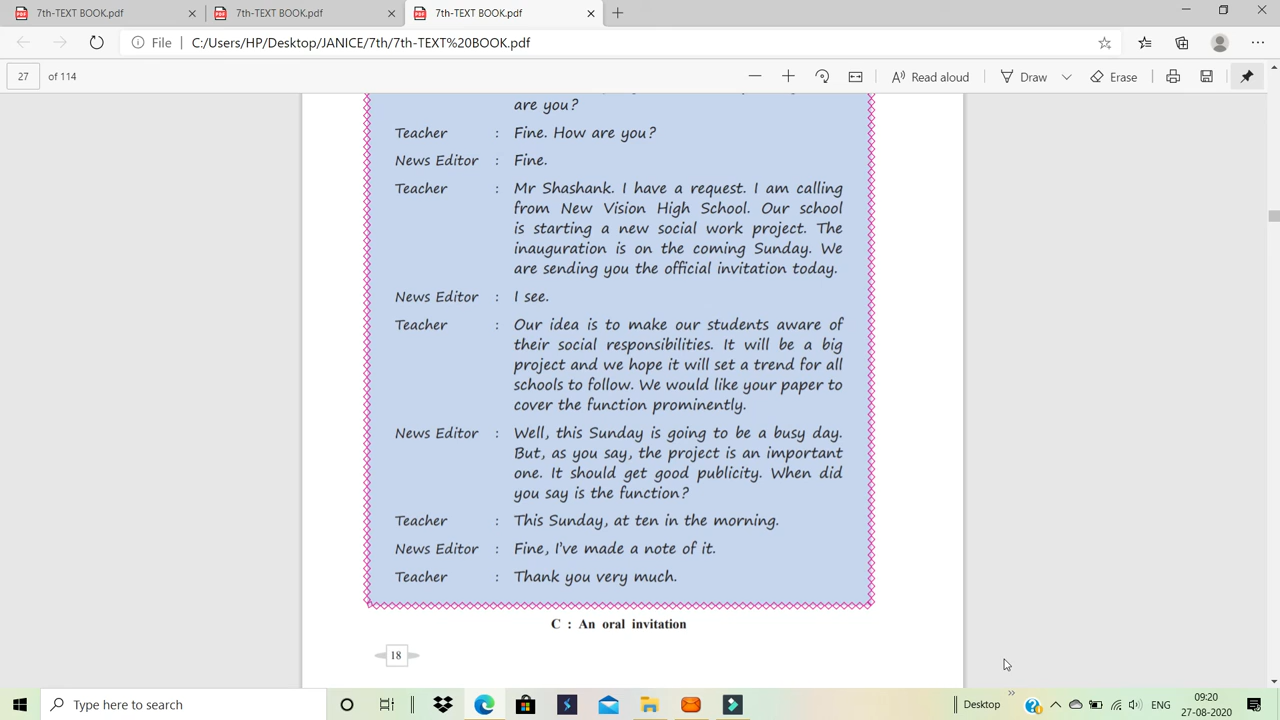 7th-TEXT BOOK.pdf
7th-TEXT BOOK.pdf
7th-TEXT BOOK.pdf
File C:/Users/HP/Desktop/JANICE/7th/7th-TEXT%20BOOK.pdf
27 of 114
Read aloud Draw Erase
are you?
Teacher : Fine. How are you?
News Editor : Fine.
Teacher : Mr Shashank. I have a request. I am calling
from New Vision High School. Our school
is starting a new social work project. The
inauguration is on the coming Sunday. We
are sending you the official invitation today.
News Editor : I see.
Teacher : Our idea is to make our students aware of
their social responsibilities. It will be a big
project and we hope it will set a trend for all
schools to follow. We would like your paper to
cover the function prominently.
News Editor : Well, this Sunday is going to be a busy day.
But, as you say, the project is an important
one. It should get good publicity. When did
you say is the function?
Teacher : This Sunday, at ten in the morning.
News Editor : Fine, I've made a note of it.
Teacher : Thank you very much.
C : An oral invitation
18
Type here to search
Desktop
ENG
09:20
27-08-2020